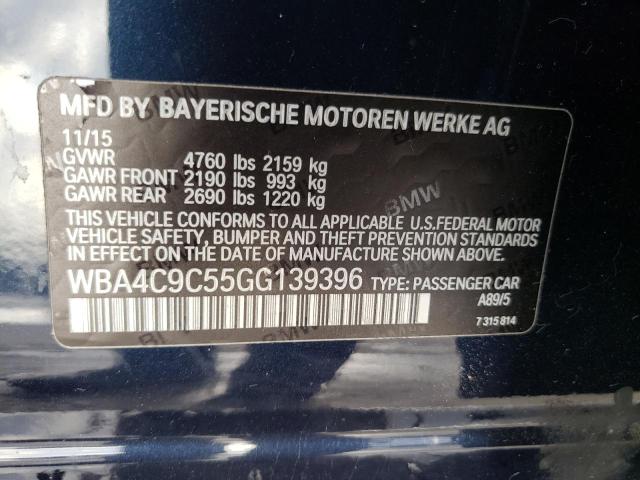 MFD BY BAYERISCHE MOTOREN WERKE AG
11/15
GVWR 4760 lbs 2159 kg
GAWR FRONT 2190 lbs 993 kg
GAWR REAR 2690 lbs 1220 kg
THIS VEHICLE CONFORMS TO ALL APPLICABLE U.S.FEDERAL MOTOR
VEHICLE SAFETY, BUMPER AND THEFT PREVENTION STANDARDS
IN EFFECT ON THE DATE OF MANUFACTURE SHOWN ABOVE.
WBA4C9C55GG139396 TYPE: PASSENGER CAR
A89/5
7 315 814